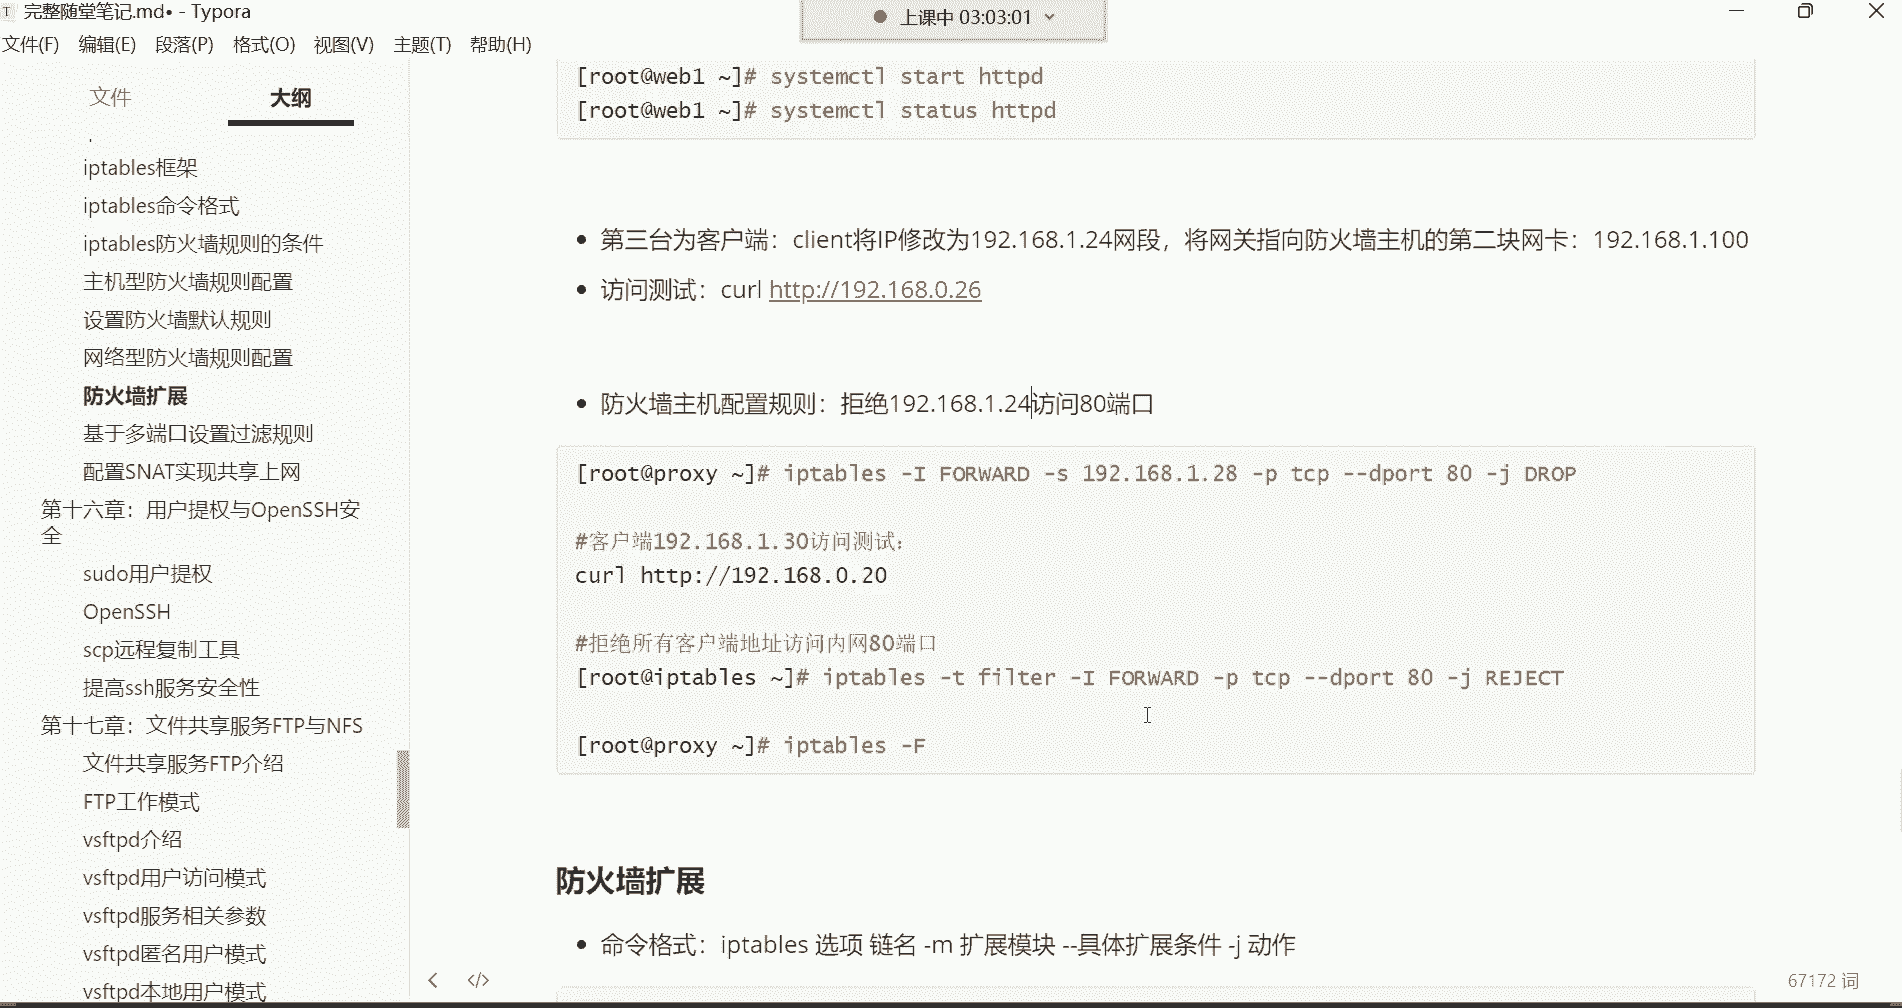 完整随堂笔记.md• - Typora
上课中 03:03:01
文件(F) 编辑(E) 段落(P) 格式(O) 视图(V) 主题(T) 帮助(H)
文件 大纲
iptables框架
iptables命令格式
iptables防火墙规则的条件
主机型防火墙规则配置
设置防火墙默认规则
网络型防火墙规则配置
防火墙扩展
基于多端口设置过滤规则
配置SNAT实现共享上网
第十六章：用户提权与OpenSSH安
全
sudo用户提权
OpenSSH
scp远程复制工具
提高ssh服务安全性
第十七章：文件共享服务FTP与NFS
文件共享服务FTP介绍
FTP工作模式
vsftpd介绍
vsftpd用户访问模式
vsftpd服务相关参数
vsftpd匿名用户模式
vsftpd本地用户模式
[root@web1 ~]# systemctl start httpd
[root@web1 ~]# systemctl status httpd
第三台为客户端：client将IP修改为192.168.1.24网段，将网关指向防火墙主机的第二块网卡：192.168.1.100
访问测试：curl http://192.168.0.26
防火墙主机配置规则：拒绝192.168.1.24访问80端口
[root@proxy ~]# iptables -I FORWARD -s 192.168.1.28 -p tcp --dport 80 -j DROP
#客户端192.168.1.30访问测试：
curl http://192.168.0.20
#拒绝所有客户端地址访问内网80端口
[root@iptables ~]# iptables -t filter -I FORWARD -p tcp --dport 80 -j REJECT
[root@proxy ~]# iptables -F
防火墙扩展
命令格式：iptables 选项 链名 -m 扩展模块 --具体扩展条件 -j 动作
67172 词